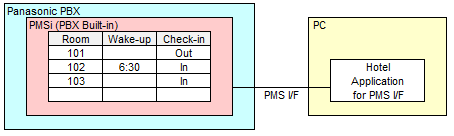 Panasonic PBX
PMSi (PBX Built-in)
Room Wake-up Check-in
101 Out
102 6:30 In
103 In
PMS I/F
PC
Hotel
Application
for PMS I/F